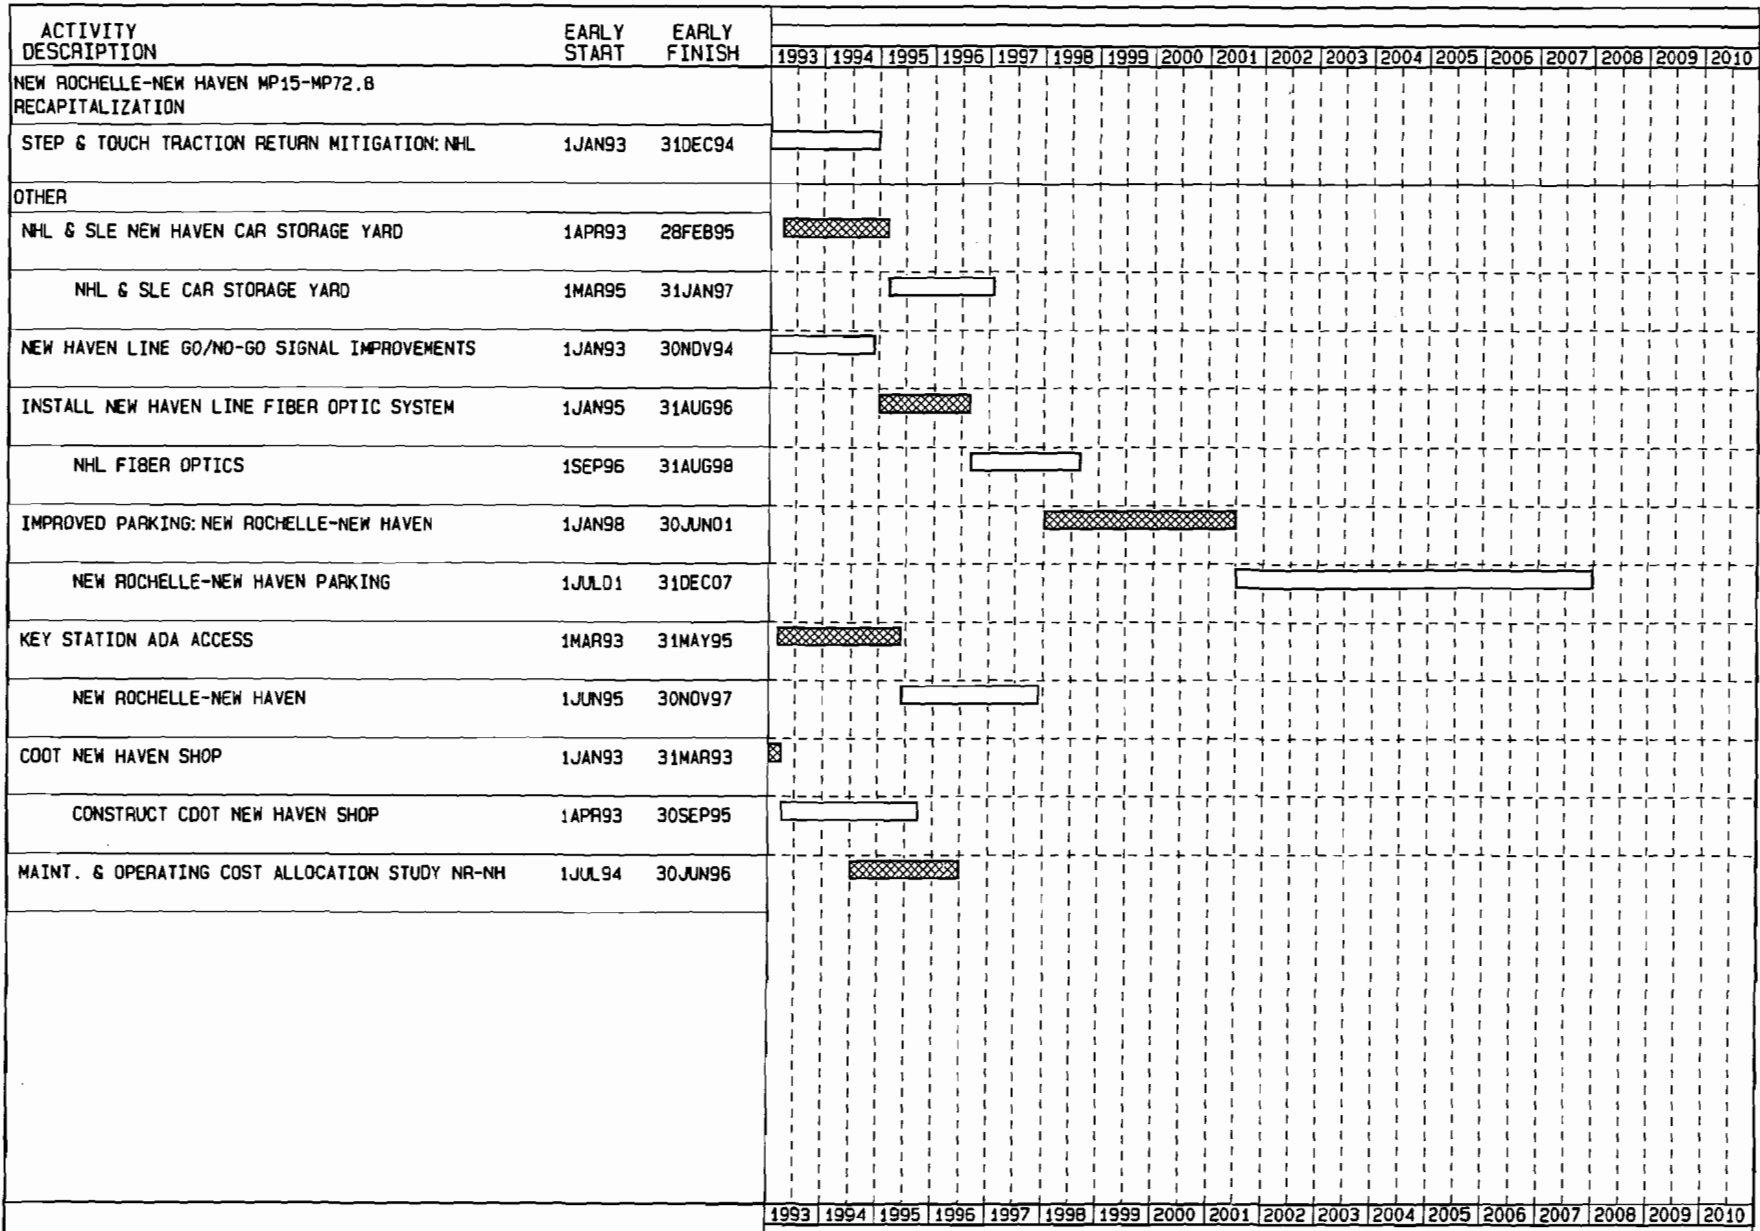 ACTIVITY EARLY EARLY
DESCRIPTION START FINISH
1993 1994 1995 1996 1997 1998 1999 2000 2001 2002 2003 2004 2005 2006 2007 2008 2009 2010
NEW ROCHELLE-NEW HAVEN MP15-MP72.8
RECAPITALIZATION
STEP & TOUCH TRACTION RETURN MITIGATION: NHL 1JAN93 31DEC94
OTHER
NHL & SLE NEW HAVEN CAR STORAGE YARD 1APR93 28FEB95
NHL & SLE CAR STORAGE YARD 1MAR95 31JAN97
NEW HAVEN LINE GO/NO-GO SIGNAL IMPROVEMENTS 1JAN93 30NOV94
INSTALL NEW HAVEN LINE FIBER OPTIC SYSTEM 1JAN95 31AUG96
NHL FIBER OPTICS 1SEP96 31AUG98
IMPROVED PARKING: NEW ROCHELLE-NEW HAVEN 1JAN98 30JUN01
NEW ROCHELLE-NEW HAVEN PARKING 1JUL01 31DEC07
KEY STATION ADA ACCESS 1MAR93 31MAY95
NEW ROCHELLE-NEW HAVEN 1JUN95 30NOV97
CDOT NEW HAVEN SHOP 1JAN93 31MAR93
CONSTRUCT CDOT NEW HAVEN SHOP 1APR93 30SEP95
MAINT. & OPERATING COST ALLOCATION STUDY NR-NH 1JUL94 30JUN96
1993 1994 1995 1996 1997 1998 1999 2000 2001 2002 2003 2004 2005 2006 2007 2008 2009 2010